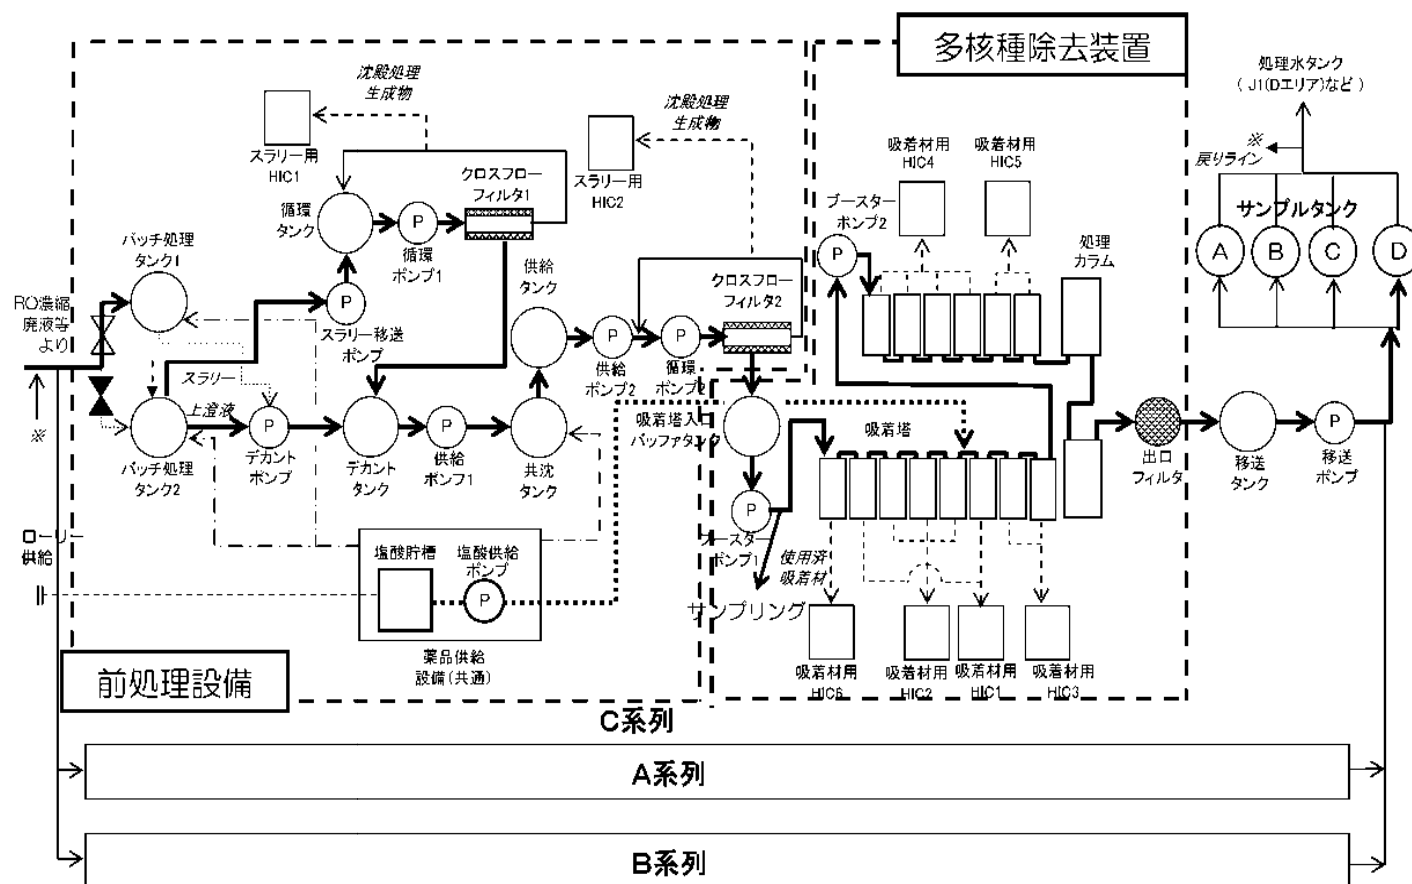 多核種除去装置
処理水タンク
( J1(Dエリア)など )
沈殿処理
生成物
沈殿処理
生成物
スラリー用
HIC1
スラリー用
HIC2
吸着材用
HIC4
吸着材用
HIC5
※
戻りライン
クロスフロー
フィルタ1
循環
タンク
P
循環
ポンプ1
ブースター
ポンプ2
P
処理
カラム
サンプルタンク
A
B
C
D
バッチ処理
タンク1
供給
タンク
クロスフロー
フィルタ2
RO濃縮
廃液等
より
P
スラリー移送
ポンプ
P
供給
ポンプ2
P
循環
ポンプ2
スラリー
上澄液
※
バッチ処理
タンク2
P
デカント
ポンプ
デカント
タンク
P
供給
ポンプ1
共沈
タンク
吸着塔入口
バッファタンク
吸着塔
出口
フィルタ
移送
タンク
P
移送
ポンプ
P
ブースター
ポンプ1
使用済
吸着材
サンプリング
ローリー
供給
塩酸貯槽
塩酸供給
ポンプ
P
薬品供給
設備(共通)
吸着材用
HIC6
吸着材用
HIC2
吸着材用
HIC1
吸着材用
HIC3
前処理設備
C系列
A系列
B系列